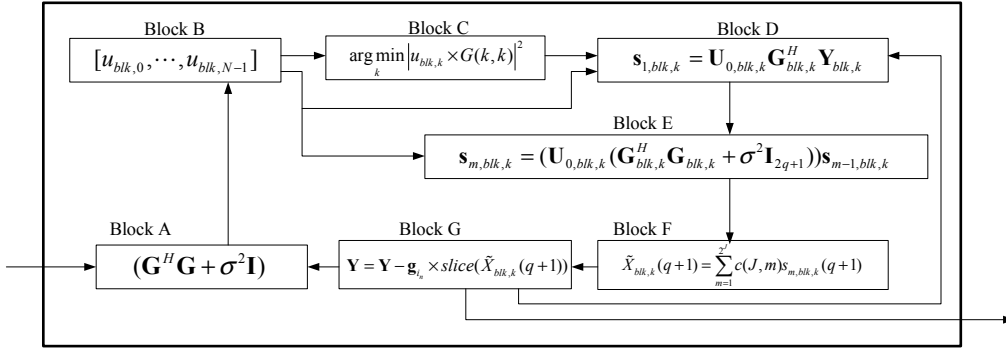 Block B
[u_{blk,0}, ⋯, u_{blk,N-1}]
Block C
arg min_k |u_{blk,k} × G(k,k)|^2
Block D
s_{1,blk,k} = U_{0,blk,k} G^H_{blk,k} Y_{blk,k}
Block E
s_{m,blk,k} = (U_{0,blk,k}(G^H_{blk,k} G_{blk,k} + σ^2 I_{2q+1}))s_{m-1,blk,k}
Block A
(G^H G + σ^2 I)
Block G
Y = Y − g_{i_n} × slice(X̃_{blk,k}(q+1))
Block F
X̃_{blk,k}(q+1) = ∑_{m=1}^{2^J} c(J,m)s_{m,blk,k}(q+1)